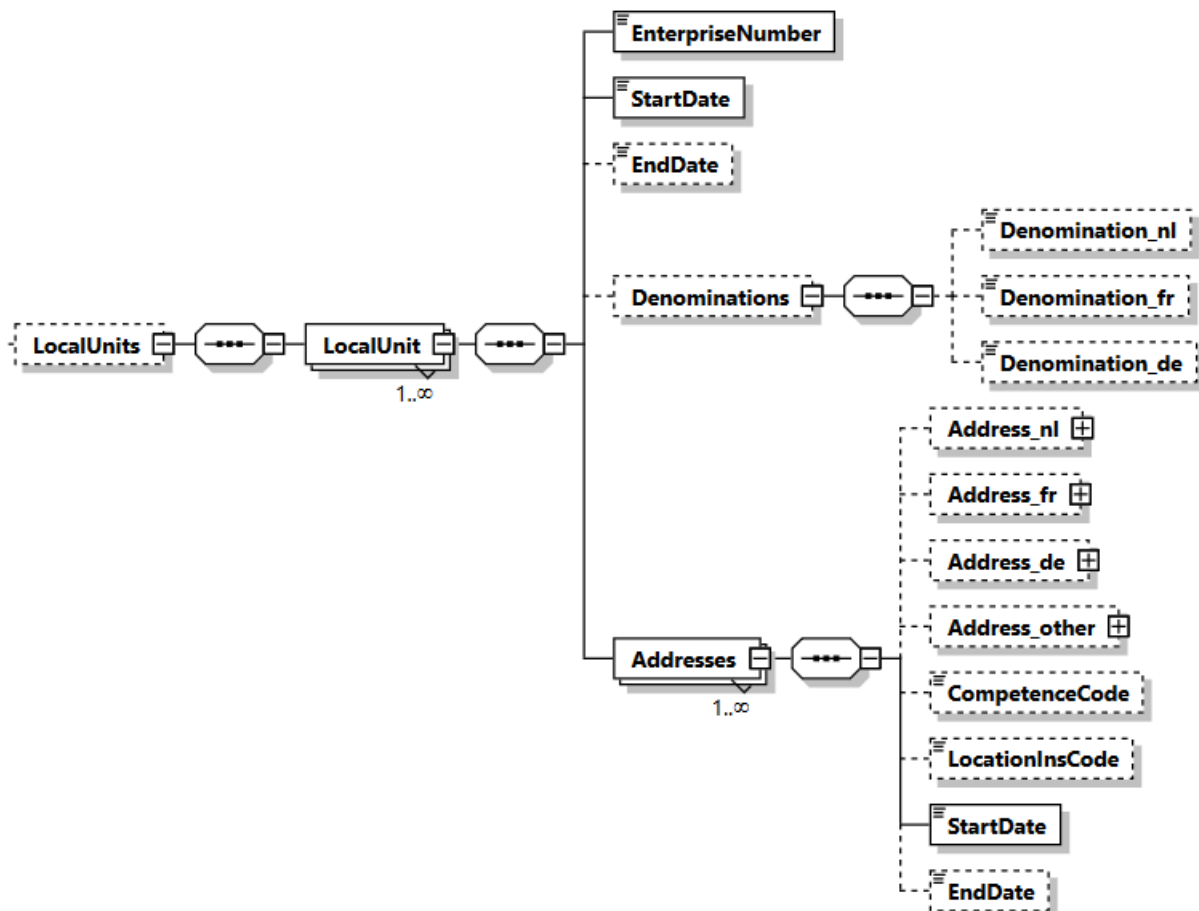 EnterpriseNumber
StartDate
EndDate
Denominations
Denomination_nl
Denomination_fr
Denomination_de
LocalUnits
LocalUnit
1..∞
Addresses
1..∞
Address_nl
Address_fr
Address_de
Address_other
CompetenceCode
LocationInsCode
StartDate
EndDate